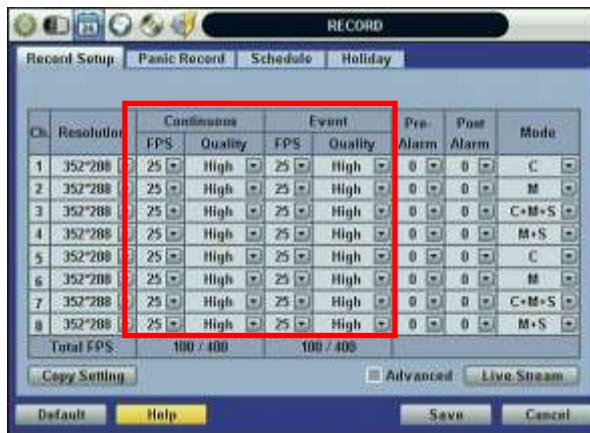 RECORD
Record Setup Panic Record Schedule Holiday
Ch. Resolution Continuous Event Pre- Alarm Post Alarm Mode
FPS Quality FPS Quality
1 352*288 25 High 25 High 0 0 C
2 352*288 25 High 25 High 0 0 M
3 352*288 25 High 25 High 0 0 C+M+S
4 352*288 25 High 25 High 0 0 M+S
5 352*288 25 High 25 High 0 0 C
6 352*288 25 High 25 High 0 0 M
7 352*288 25 High 25 High 0 0 C+M+S
8 352*288 25 High 25 High 0 0 M+S
Total FPS 100 / 400 100 / 400
Copy Setting Advanced Live Stream
Default Help Save Cancel